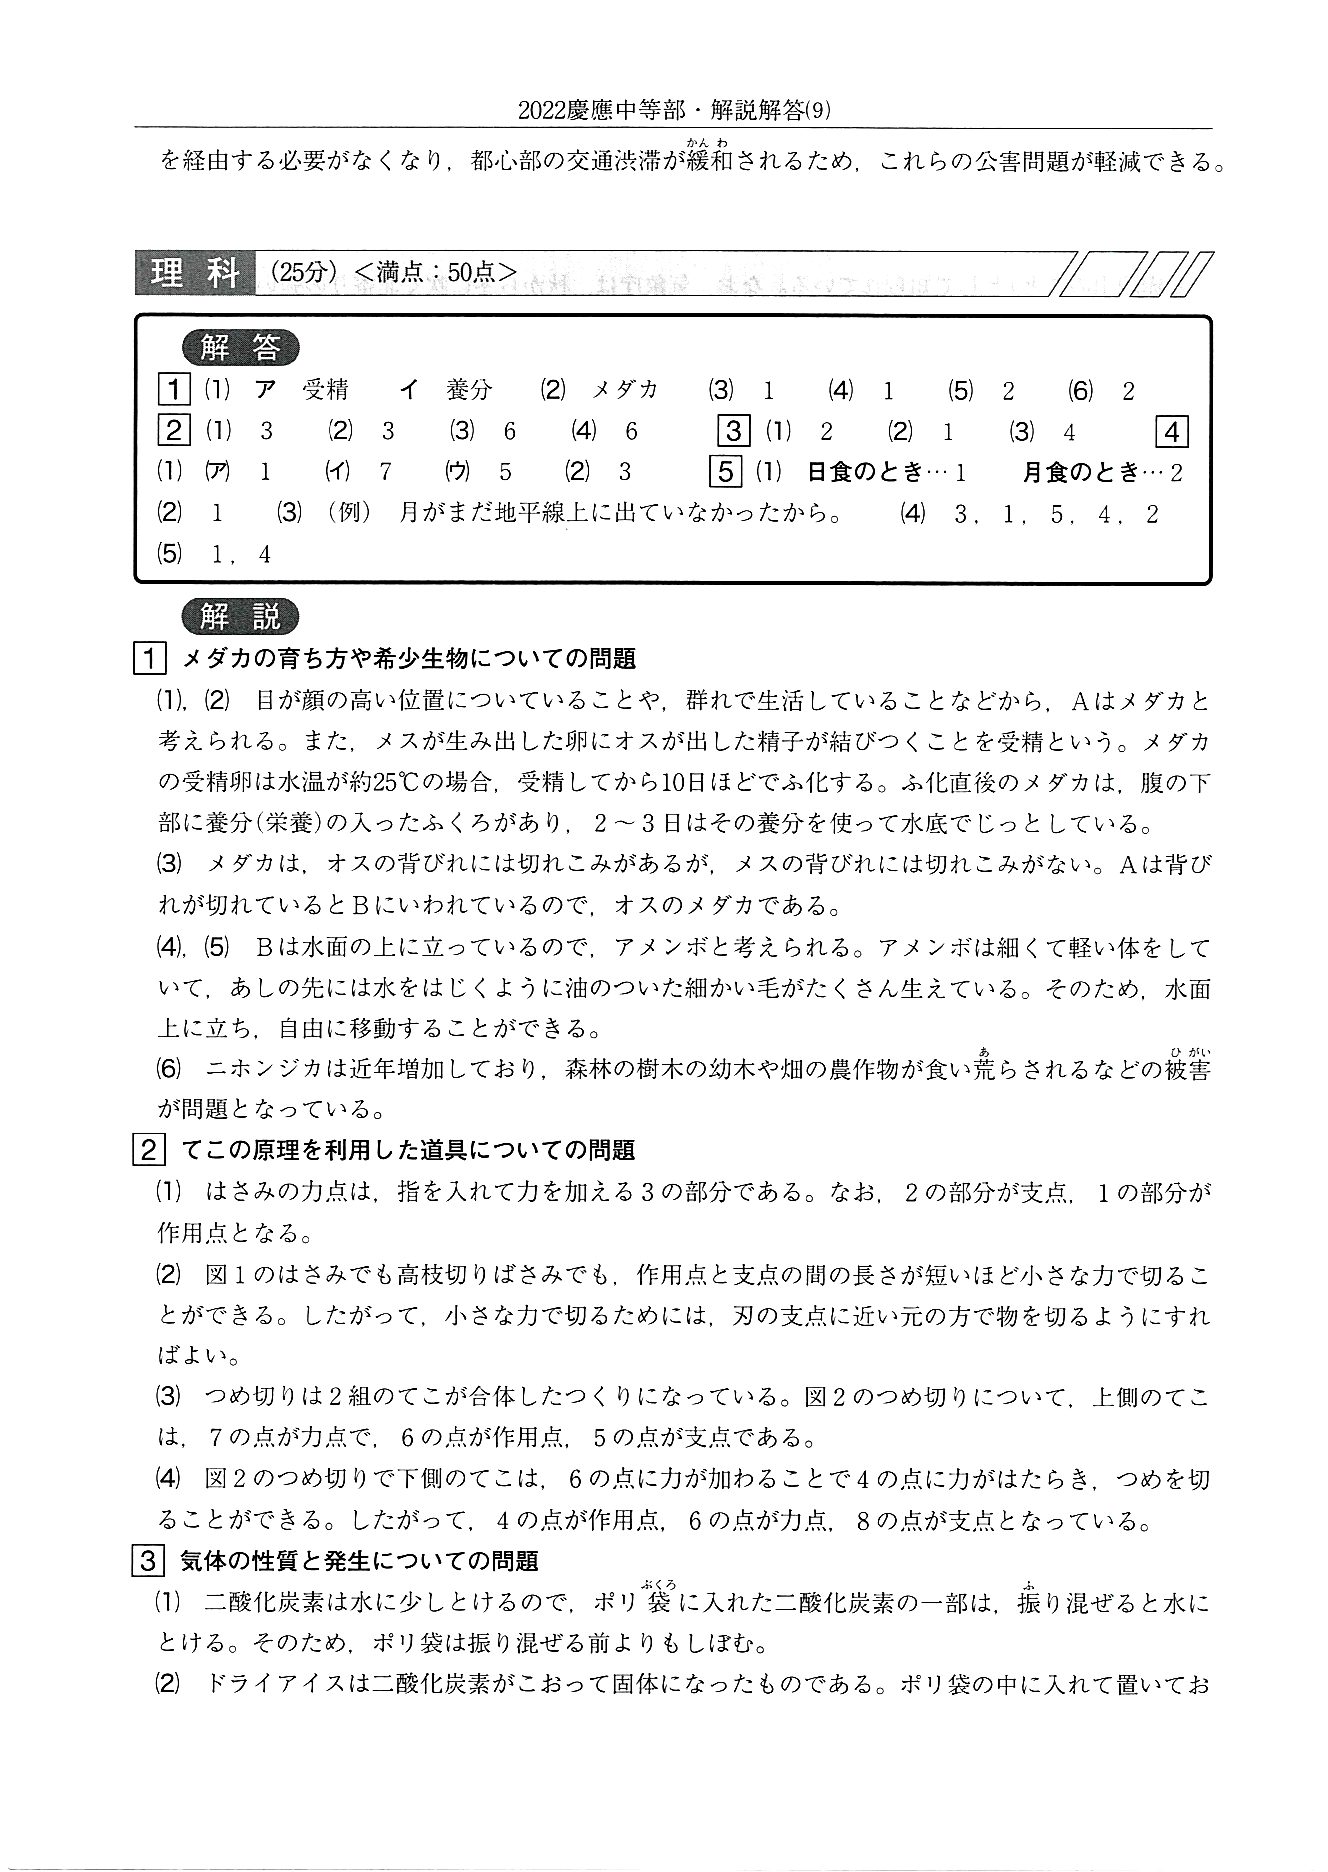 2022慶應中等部・解説解答(9)
を経由する必要がなくなり，都心部の交通渋滞が緩和されるため，これらの公害問題が軽減できる。
理科 （25分）＜満点：50点＞
解答
1 (1) ア 受精 イ 養分 (2) メダカ (3) 1 (4) 1 (5) 2 (6) 2
2 (1) 3 (2) 3 (3) 6 (4) 6 3 (1) 2 (2) 1 (3) 4 4
(1) (ア) 1 (イ) 7 (ウ) 5 (2) 3 5 (1) 日食のとき…1 月食のとき…2
(2) 1 (3) （例） 月がまだ地平線上に出ていなかったから。 (4) 3，1，5，4，2
(5) 1，4
解説
1 メダカの育ち方や希少生物についての問題
(1)，(2) 目が顔の高い位置についていることや，群れで生活していることなどから，Ａはメダカと
考えられる。また，メスが生み出した卵にオスが出した精子が結びつくことを受精という。メダカ
の受精卵は水温が約25℃の場合，受精してから10日ほどでふ化する。ふ化直後のメダカは，腹の下
部に養分(栄養)の入ったふくろがあり，２～３日はその養分を使って水底でじっとしている。
(3) メダカは，オスの背びれには切れこみがあるが，メスの背びれには切れこみがない。Ａは背び
れが切れているとＢにいわれているので，オスのメダカである。
(4)，(5) Ｂは水面の上に立っているので，アメンボと考えられる。アメンボは細くて軽い体をして
いて，あしの先には水をはじくように油のついた細かい毛がたくさん生えている。そのため，水面
上に立ち，自由に移動することができる。
(6) ニホンジカは近年増加しており，森林の樹木の幼木や畑の農作物が食い荒らされるなどの被害
が問題となっている。
2 てこの原理を利用した道具についての問題
(1) はさみの力点は，指を入れて力を加える３の部分である。なお，２の部分が支点，１の部分が
作用点となる。
(2) 図１のはさみでも高枝切りばさみでも，作用点と支点の間の長さが短いほど小さな力で切るこ
とができる。したがって，小さな力で切るためには，刃の支点に近い元の方で物を切るようにすれ
ばよい。
(3) つめ切りは２組のてこが合体したつくりになっている。図２のつめ切りについて，上側のてこ
は，７の点が力点で，６の点が作用点，５の点が支点である。
(4) 図２のつめ切りで下側のてこは，６の点に力が加わることで４の点に力がはたらき，つめを切
ることができる。したがって，４の点が作用点，６の点が力点，８の点が支点となっている。
3 気体の性質と発生についての問題
(1) 二酸化炭素は水に少しとけるので，ポリ袋に入れた二酸化炭素の一部は，振り混ぜると水に
とける。そのため，ポリ袋は振り混ぜる前よりもしぼむ。
(2) ドライアイスは二酸化炭素がこおって固体になったものである。ポリ袋の中に入れて置いてお